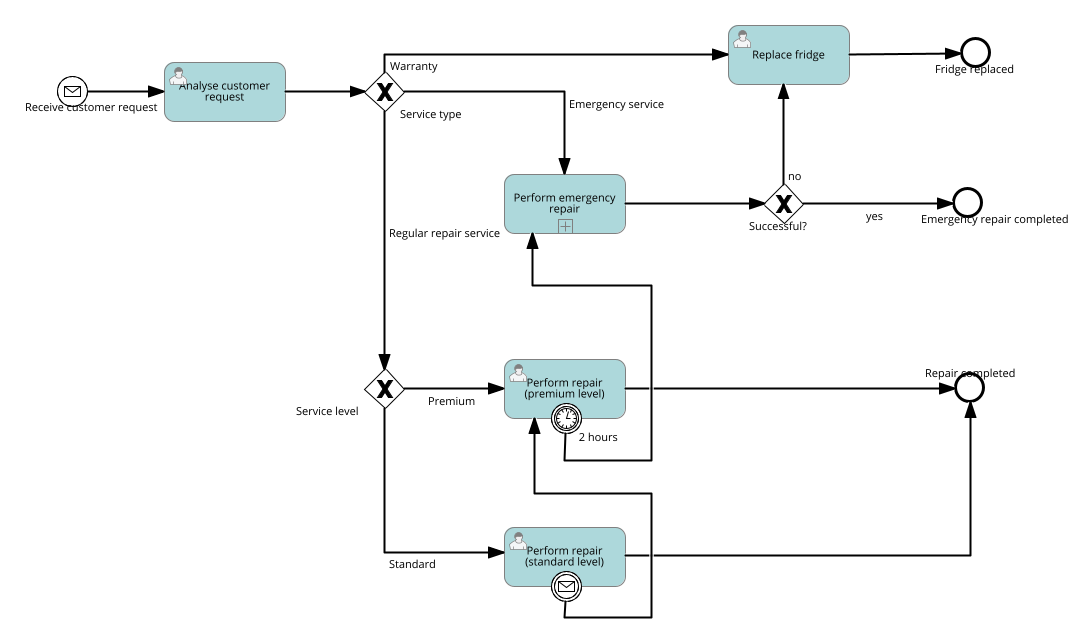 Warranty
Replace fridge
Fridge replaced
Analyse customer
request
Receive customer request
Service type
Emergency service
no
Perform emergency
repair
Successful?
yes
Emergency repair completed
Regular repair service
Repair completed
Perform repair
(premium level)
Premium
Service level
2 hours
Perform repair
(standard level)
Standard